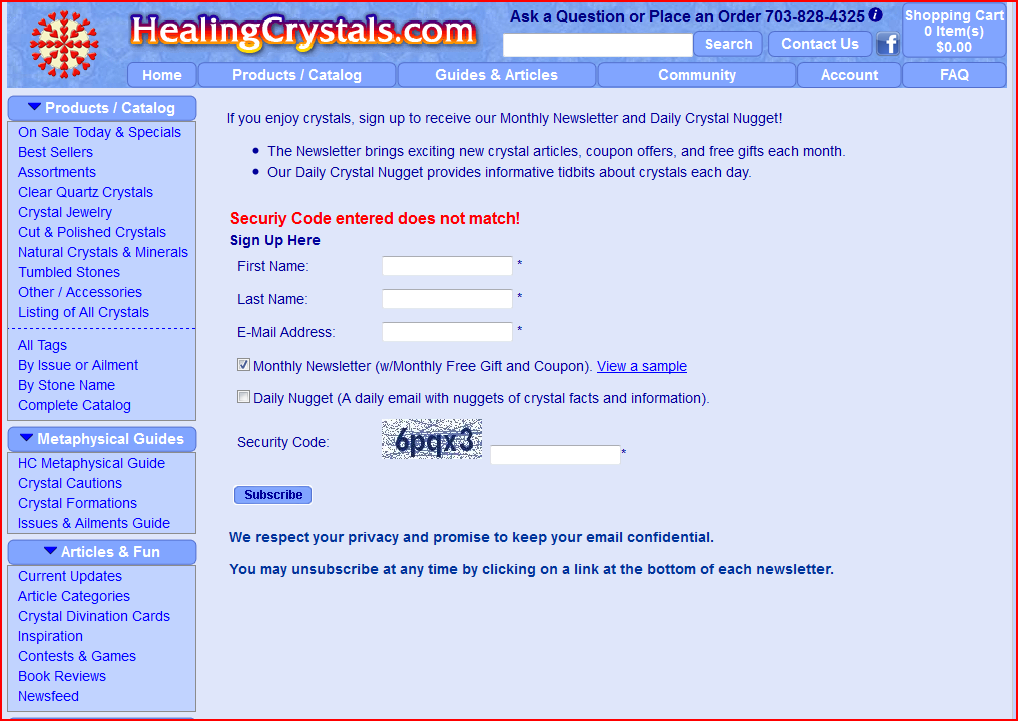 HealingCrystals.com
Ask a Question or Place an Order 703-828-4325 i
Search
Contact Us
f
Shopping Cart
0 Item(s)
$0.00
Home
Products / Catalog
Guides & Articles
Community
Account
FAQ
Products / Catalog
On Sale Today & Specials
Best Sellers
Assortments
Clear Quartz Crystals
Crystal Jewelry
Cut & Polished Crystals
Natural Crystals & Minerals
Tumbled Stones
Other / Accessories
Listing of All Crystals
All Tags
By Issue or Ailment
By Stone Name
Complete Catalog
Metaphysical Guides
HC Metaphysical Guide
Crystal Cautions
Crystal Formations
Issues & Ailments Guide
Articles & Fun
Current Updates
Article Categories
Crystal Divination Cards
Inspiration
Contests & Games
Book Reviews
Newsfeed
If you enjoy crystals, sign up to receive our Monthly Newsletter and Daily Crystal Nugget!
• The Newsletter brings exciting new crystal articles, coupon offers, and free gifts each month.
• Our Daily Crystal Nugget provides informative tidbits about crystals each day.
Securiy Code entered does not match!
Sign Up Here
First Name: *
Last Name: *
E-Mail Address: *
Monthly Newsletter (w/Monthly Free Gift and Coupon). View a sample
Daily Nugget (A daily email with nuggets of crystal facts and information).
Security Code: 6pqx3 *
Subscribe
We respect your privacy and promise to keep your email confidential.
You may unsubscribe at any time by clicking on a link at the bottom of each newsletter.